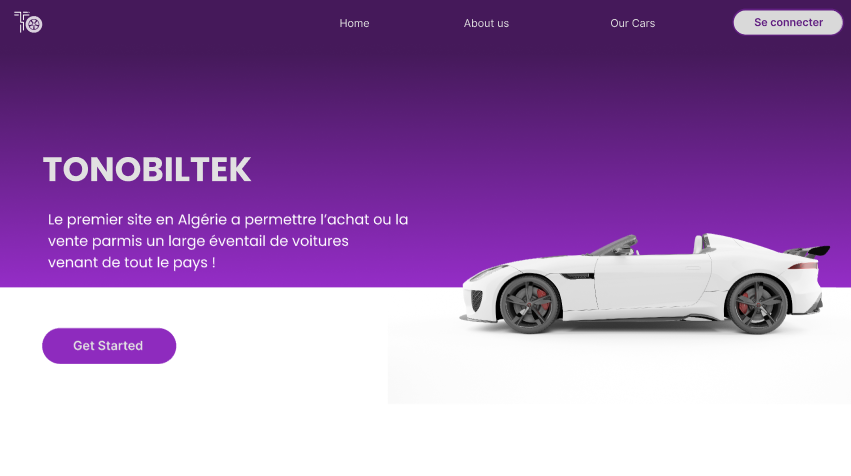 Home
About us
Our Cars
Se connecter
TONOBILTEK
Le premier site en Algérie a permettre l'achat ou la
vente parmis un large éventail de voitures
venant de tout le pays !
Get Started